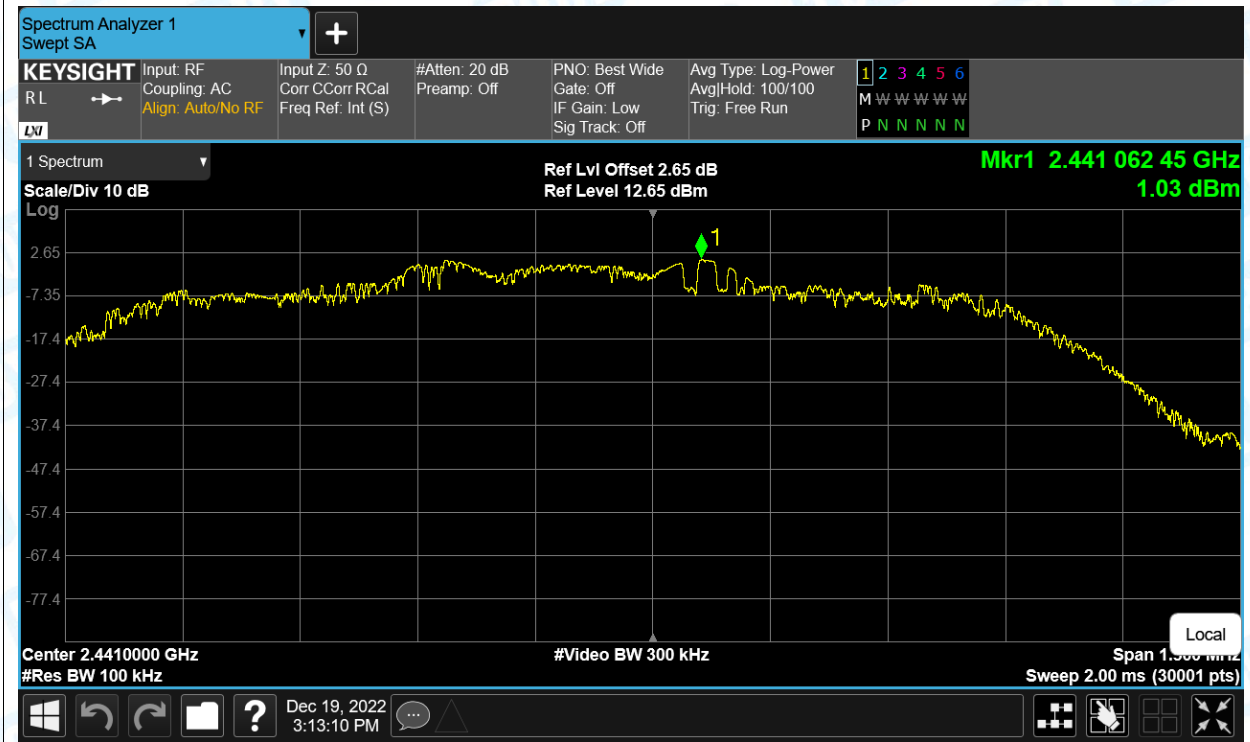 Spectrum Analyzer 1
Swept SA
KEYSIGHT
R L
LXI
Input: RF
Coupling: AC
Align: Auto/No RF
Input Z: 50 Ω
Corr CCorr RCal
Freq Ref: Int (S)
#Atten: 20 dB
Preamp: Off
PNO: Best Wide
Gate: Off
IF Gain: Low
Sig Track: Off
Avg Type: Log-Power
Avg|Hold: 100/100
Trig: Free Run
1 2 3 4 5 6
M W W W W W W
P N N N N N N
1 Spectrum
Scale/Div 10 dB
Log
Ref Lvl Offset 2.65 dB
Ref Level 12.65 dBm
Mkr1 2.441 062 45 GHz
1.03 dBm
1
2.65
-7.35
-17.4
-27.4
-37.4
-47.4
-57.4
-67.4
-77.4
Local
Center 2.4410000 GHz
#Res BW 100 kHz
#Video BW 300 kHz
Span
Sweep 2.00 ms (30001 pts)
?
Dec 19, 2022
3:13:10 PM